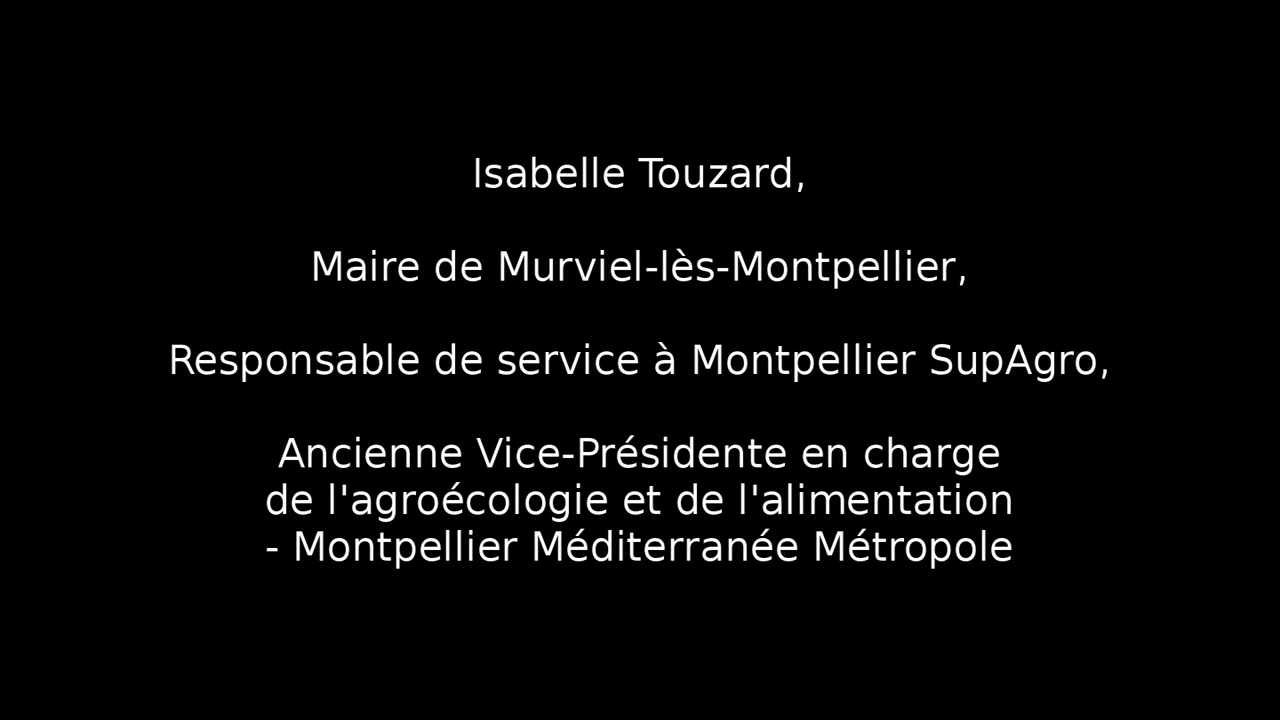 Isabelle Touzard,
Maire de Murviel-lès-Montpellier,
Responsable de service à Montpellier SupAgro,
Ancienne Vice-Présidente en charge
de l'agroécologie et de l'alimentation
- Montpellier Méditerranée Métropole